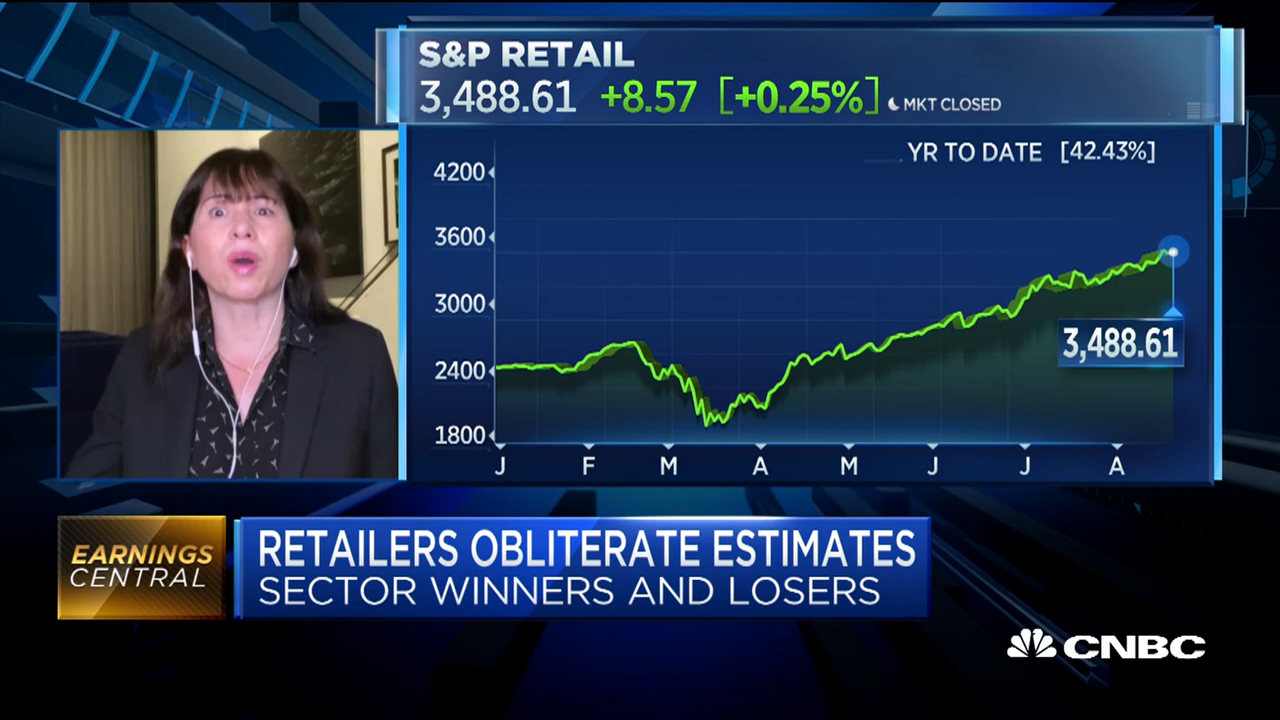 S&P RETAIL
3,488.61 +8.57 [+0.25%] MKT CLOSED
YR TO DATE [42.43%]
4200
3600
3000
2400
1800
3,488.61
J F M A M J J A
EARNINGS
CENTRAL
RETAILERS OBLITERATE ESTIMATES
SECTOR WINNERS AND LOSERS
CNBC